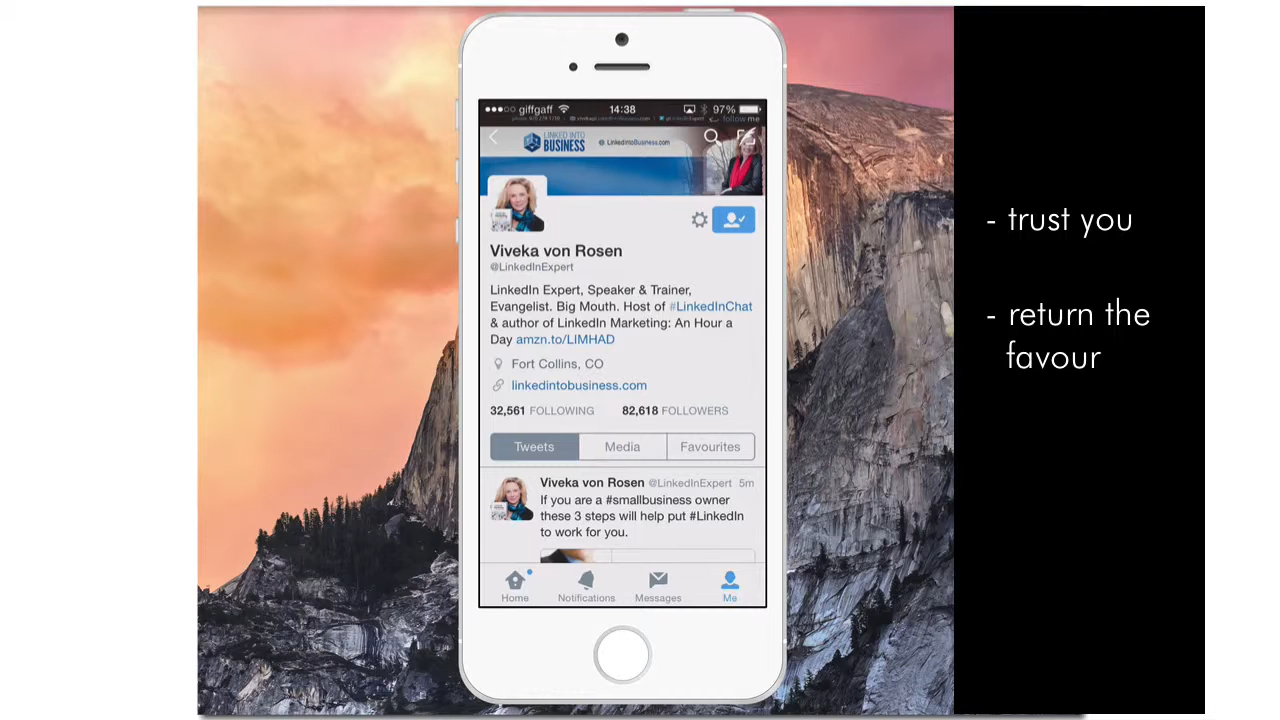 giffgaff 14:38 97%
follow me
LINKED INTO
BUSINESS
@ LinkedIntoBusiness.com
Viveka von Rosen
@LinkedInExpert
LinkedIn Expert, Speaker & Trainer,
Evangelist. Big Mouth. Host of #LinkedInChat
& author of LinkedIn Marketing: An Hour a
Day amzn.to/LIMHAD
Fort Collins, CO
linkedintobusiness.com
32,561 FOLLOWING 82,618 FOLLOWERS
Tweets Media Favourites
Viveka von Rosen @LinkedInExpert 5m
If you are a #smallbusiness owner
these 3 steps will help put #LinkedIn
to work for you.
Home Notifications Messages Me
- trust you
- return the
favour